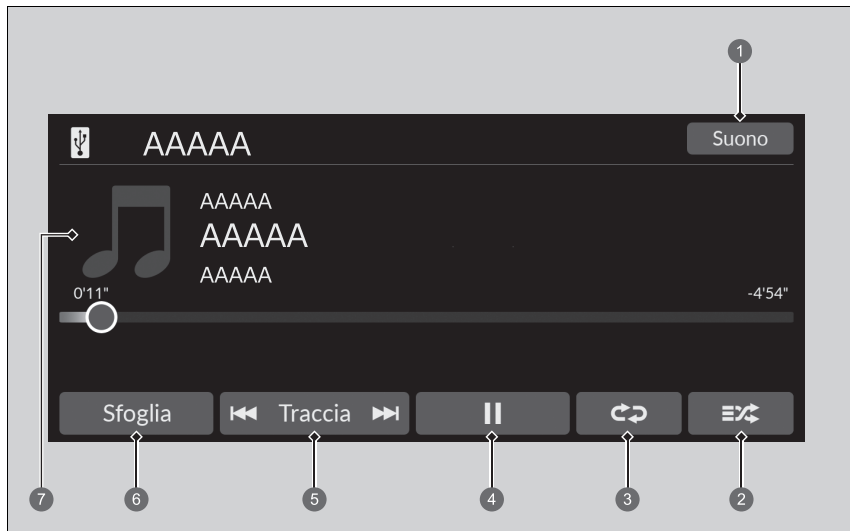 1
AAAAA
Suono
AAAAA
AAAAA
AAAAA
7
0'11"
-4'54"
Sfoglia
Traccia
6
5
4
3
2